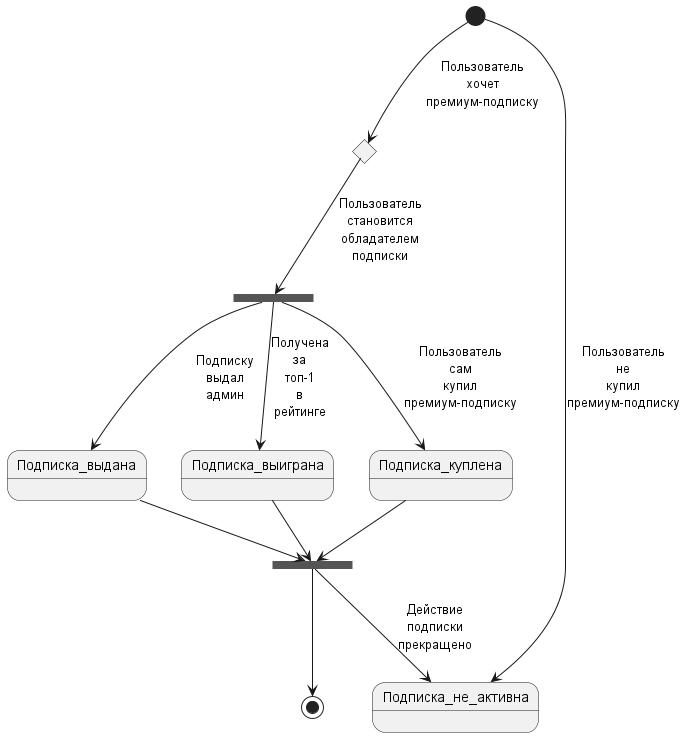 Пользователь
хочет
премиум-подписку
Пользователь
становится
обладателем
подписки
Подписку
выдал
админ
Получена
за
топ-1
в
рейтинге
Пользователь
сам
купил
премиум-подписку
Пользователь
не
купил
премиум-подписку
Подписка_выдана
Подписка_выиграна
Подписка_куплена
Действие
подписки
прекращено
Подписка_не_активна